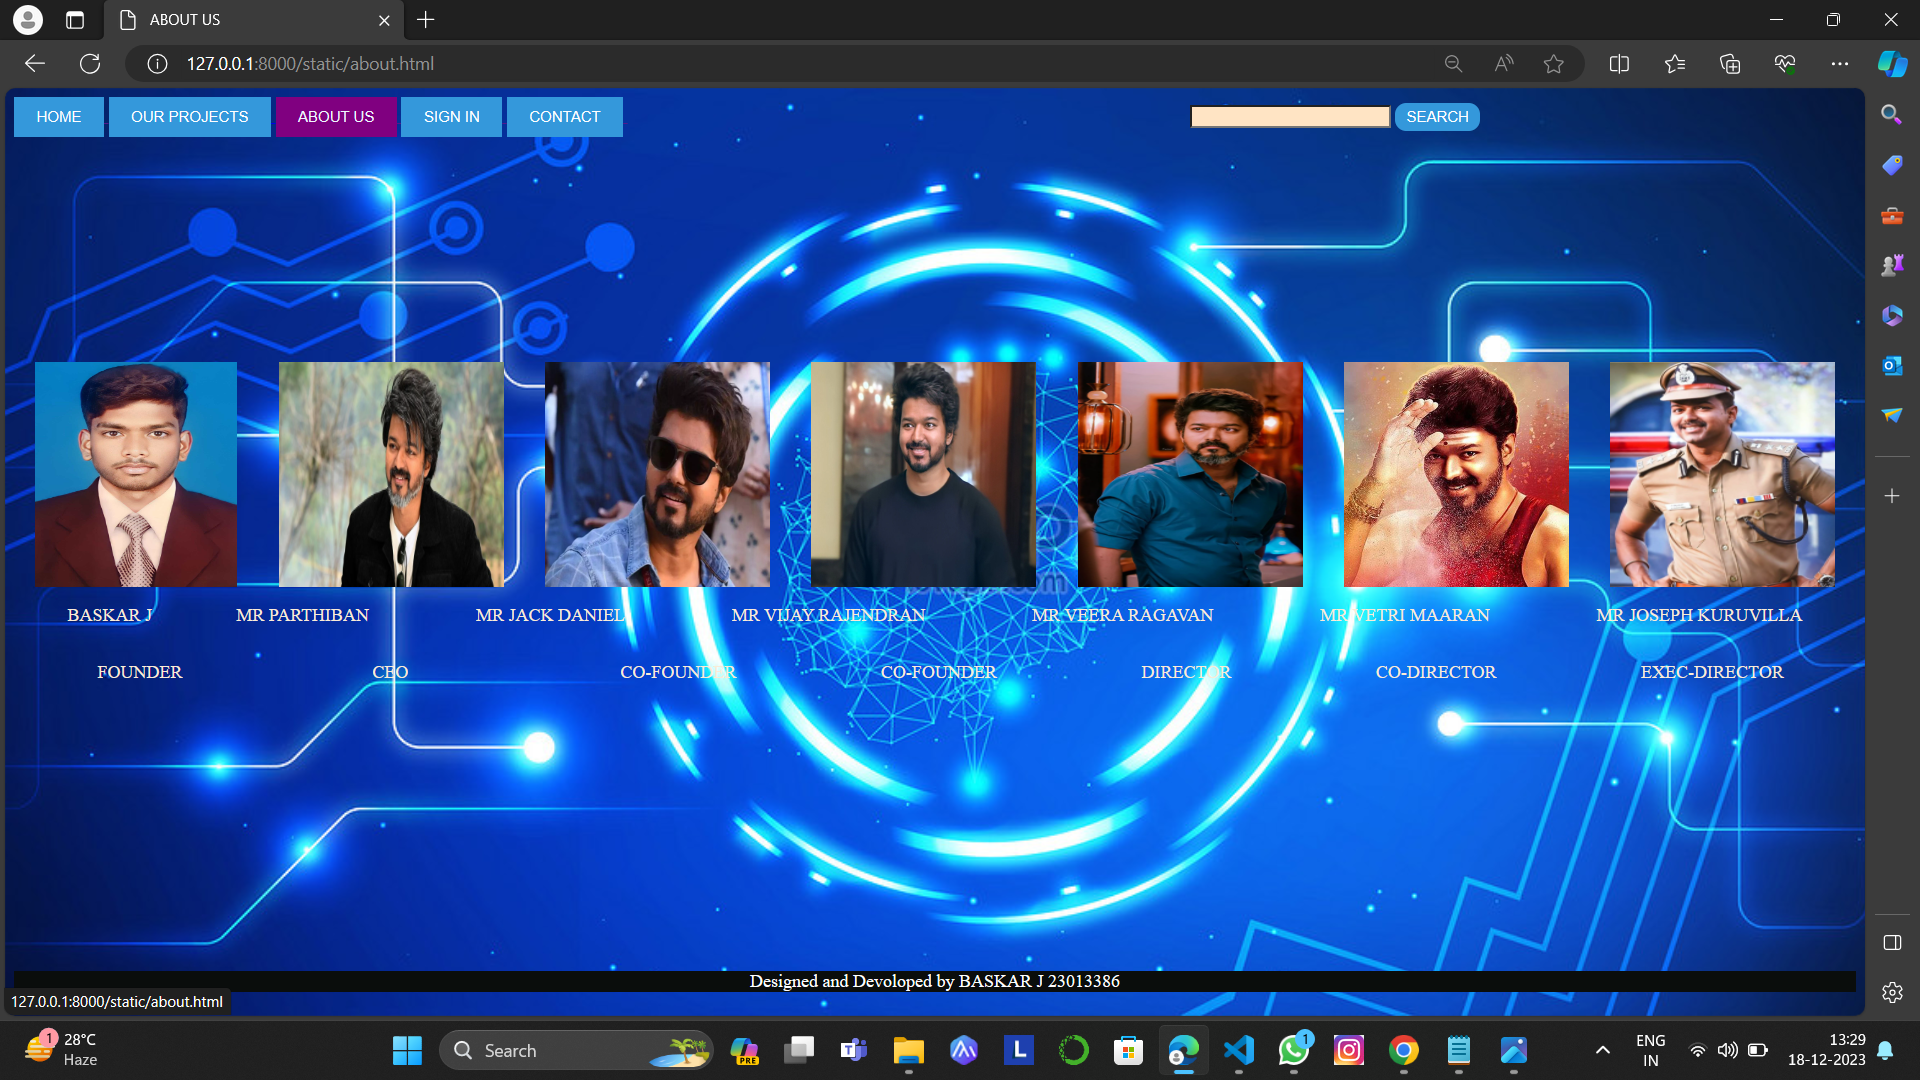 ABOUT US
127.0.0.1:8000/static/about.html
HOME
OUR PROJECTS
ABOUT US
SIGN IN
CONTACT
SEARCH
BASKAR J
MR PARTHIBAN
MR JACK DANIEL
MR VIJAY RAJENDRAN
MR VEERA RAGAVAN
MR VETRI MAARAN
MR JOSEPH KURUVILLA
FOUNDER
CEO
CO-FOUNDER
CO-FOUNDER
DIRECTOR
CO-DIRECTOR
EXEC-DIRECTOR
Designed and Devoloped by BASKAR J 23013386
127.0.0.1:8000/static/about.html
1
28°C
Haze
Search
PRE
L
1
ENG
IN
13:29
18-12-2023